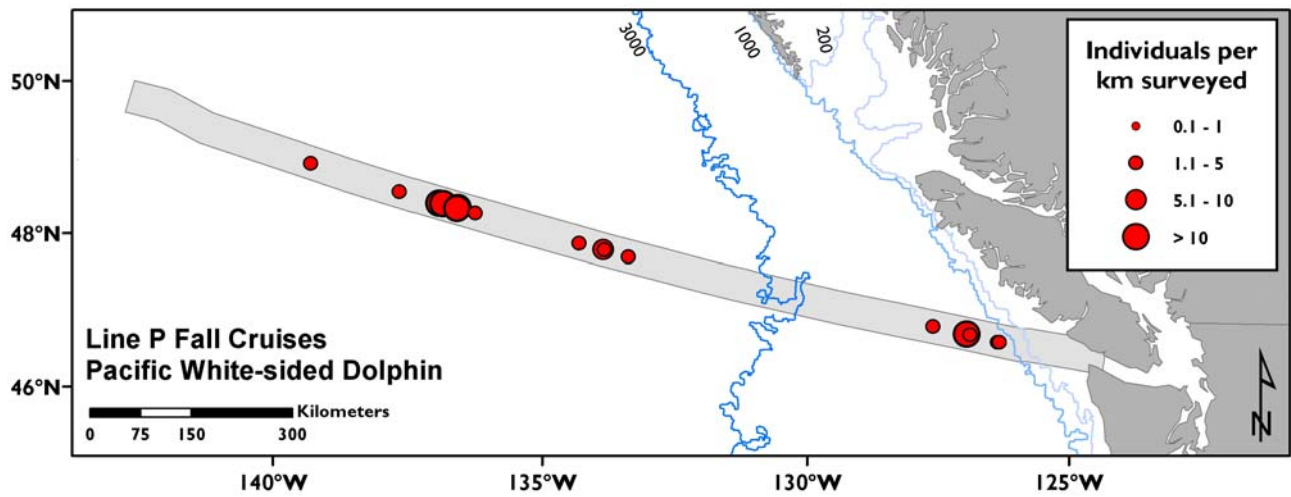 3000
1000
200
Individuals per
km surveyed
0.1 - 1
1.1 - 5
5.1 - 10
> 10
50°N
48°N
46°N
Line P Fall Cruises
Pacific White-sided Dolphin
Kilometers
0 75 150 300
N
140°W 135°W 130°W 125°W